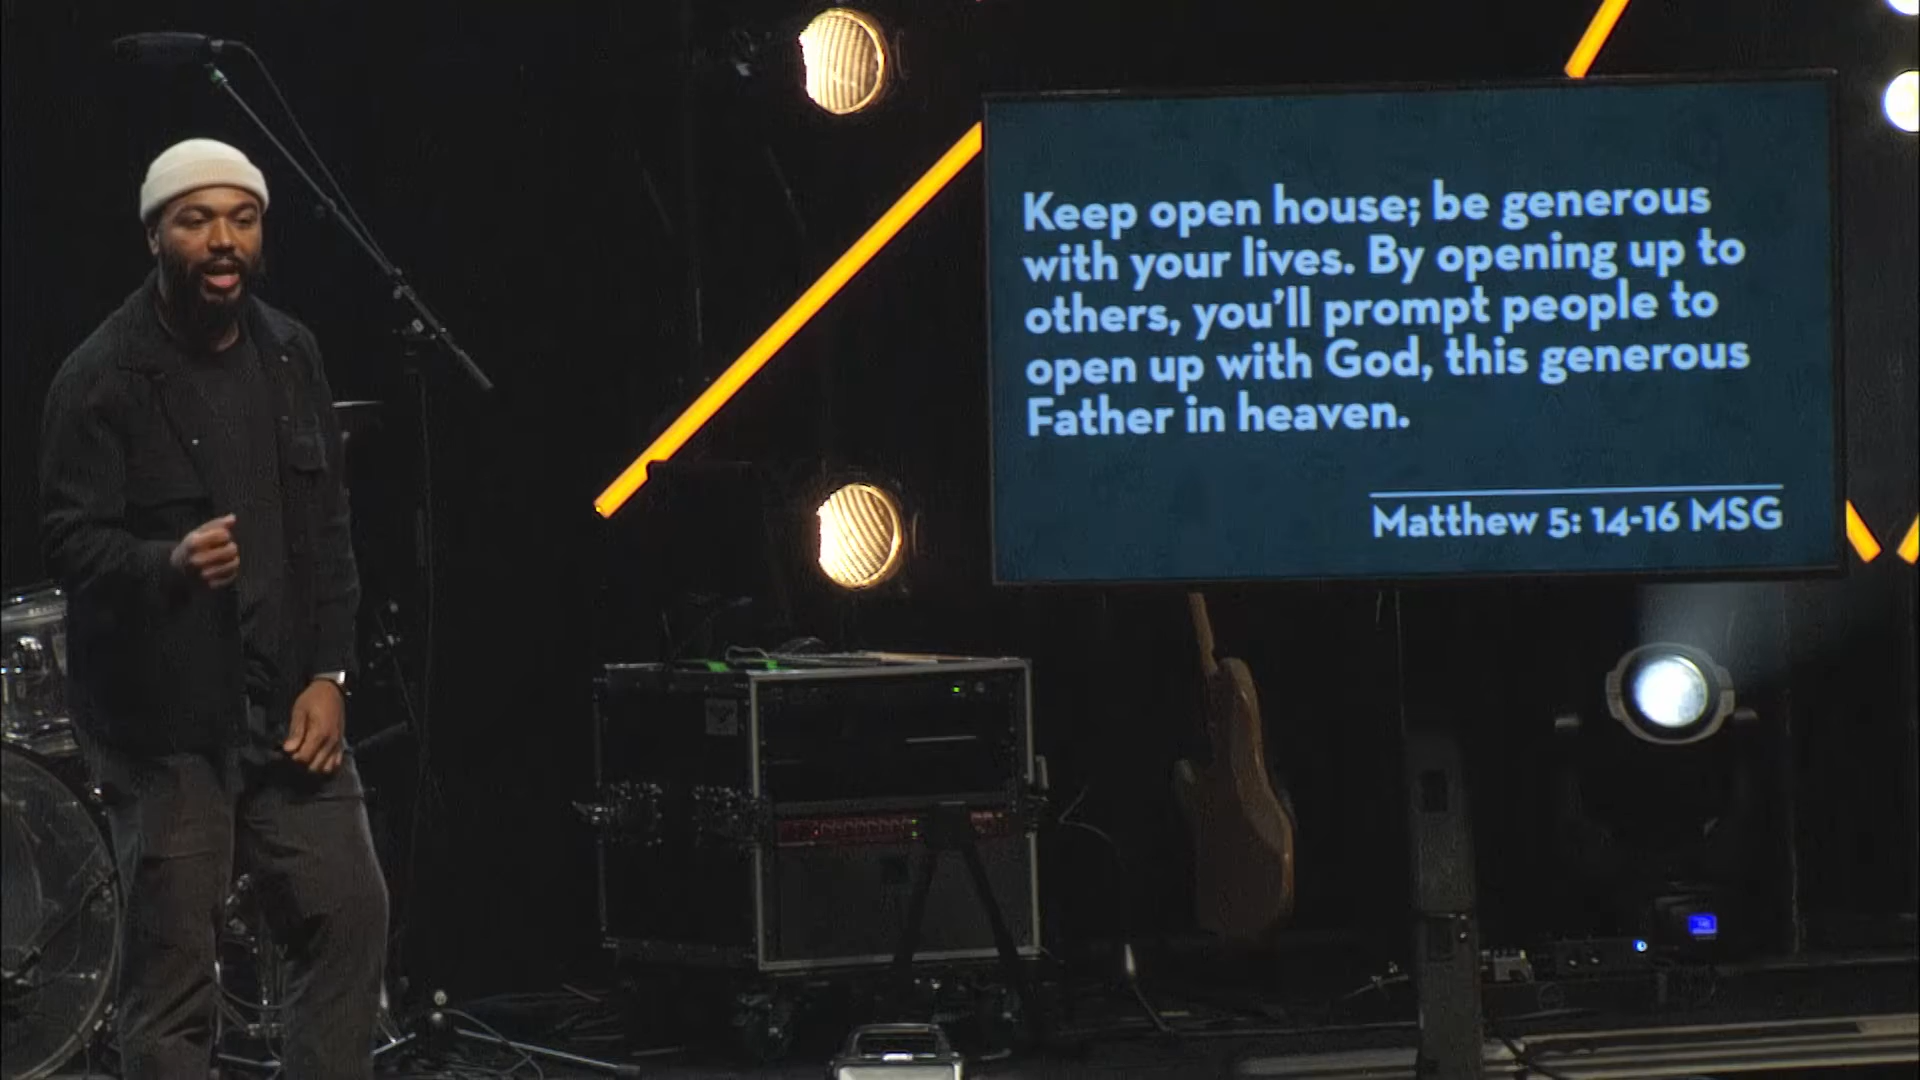 Keep open house; be generous
with your lives. By opening up to
others, you'll prompt people to
open up with God, this generous
Father in heaven.
Matthew 5: 14-16 MSG